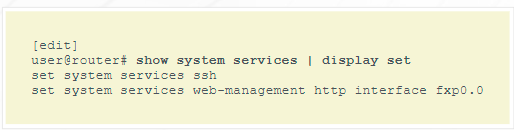 [edit]
user@router# show system services | display set
set system services ssh
set system services web-management http interface fxp0.0